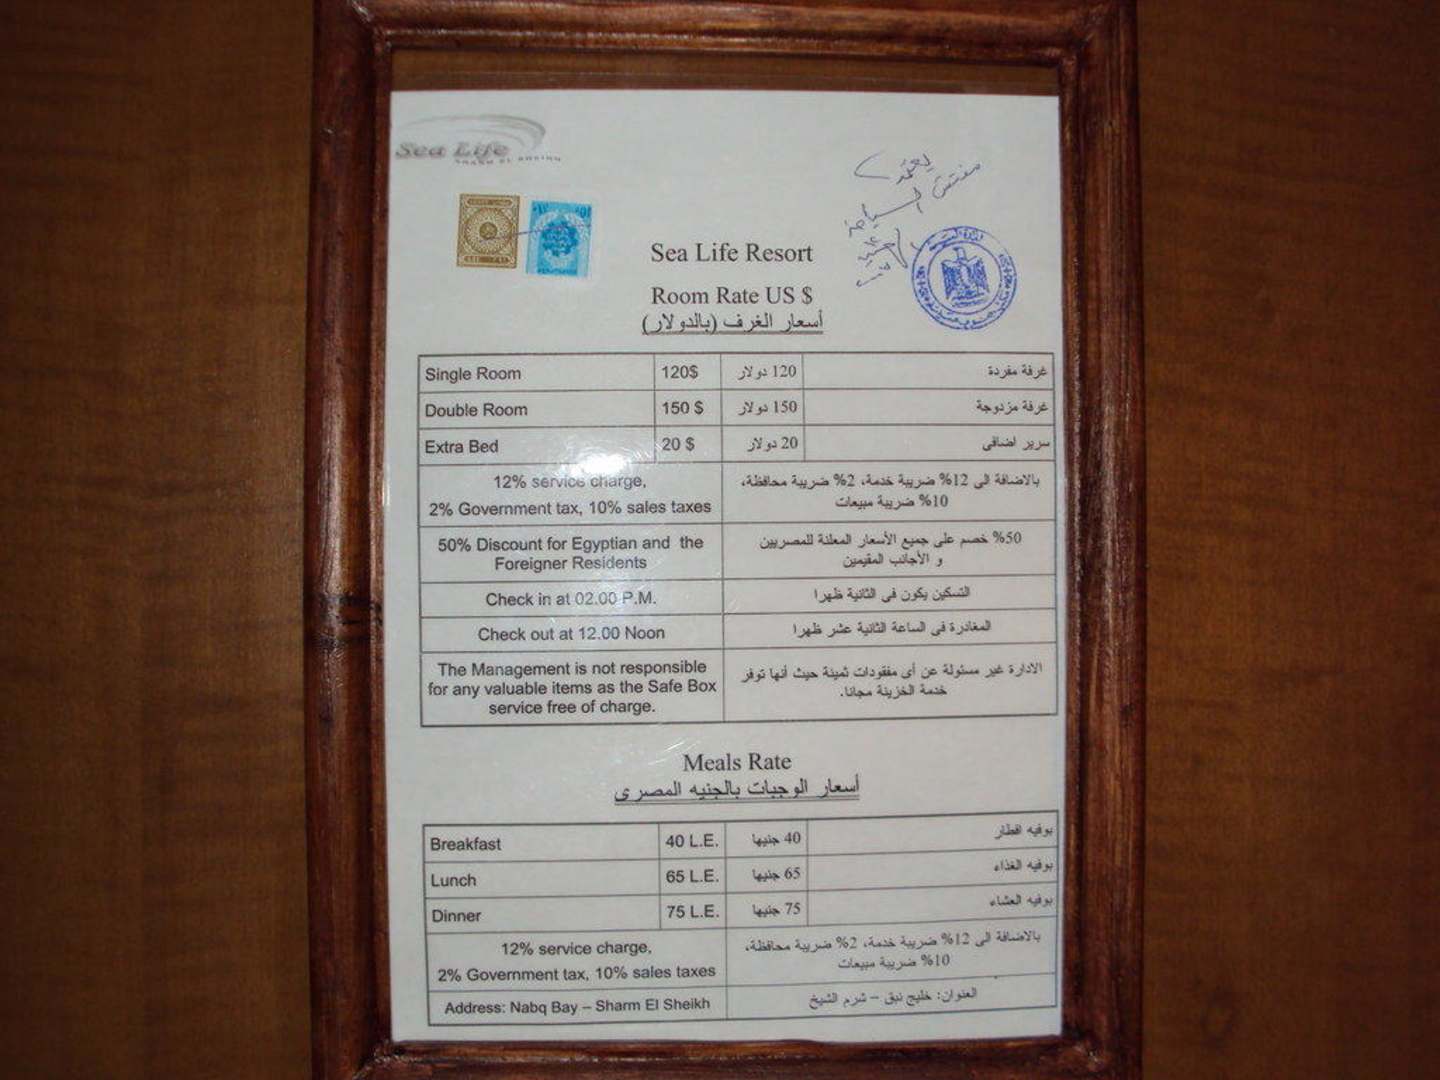 Sea Life
SHARM EL SHEIKH
يعتمد
مفتش السياحة
Sea Life Resort
Room Rate US $
أسعار الغرف (بالدولار)
Single Room 120$ 120 دولار غرفة مفردة
Double Room 150 $ 150 دولار غرفة مزدوجة
Extra Bed 20 $ 20 دولار سرير اضافى
12% service charge,
2% Government tax, 10% sales taxes
بالاضافة الى 12% ضريبة خدمة، 2% ضريبة محافظة،
10% ضريبة مبيعات
50% Discount for Egyptian and the
Foreigner Residents
50% خصم على جميع الأسعار المعلنة للمصريين
و الأجانب المقيمين
Check in at 02.00 P.M. التسكين يكون فى الثانية ظهرا
Check out at 12.00 Noon المغادرة فى الساعة الثانية عشر ظهرا
The Management is not responsible
for any valuable items as the Safe Box
service free of charge.
الادارة غير مسئولة عن أى مفقودات ثمينة حيث أنها توفر
خدمة الخزينة مجانا.
Meals Rate
أسعار الوجبات بالجنيه المصرى
Breakfast 40 L.E. 40 جنيها بوفيه افطار
Lunch 65 L.E. 65 جنيها بوفيه الغذاء
Dinner 75 L.E. 75 جنيها بوفيه العشاء
12% service charge,
2% Government tax, 10% sales taxes
بالاضافة الى 12% ضريبة خدمة، 2% ضريبة محافظة،
10% ضريبة مبيعات
Address: Nabq Bay – Sharm El Sheikh العنوان: خليج نبق – شرم الشيخ